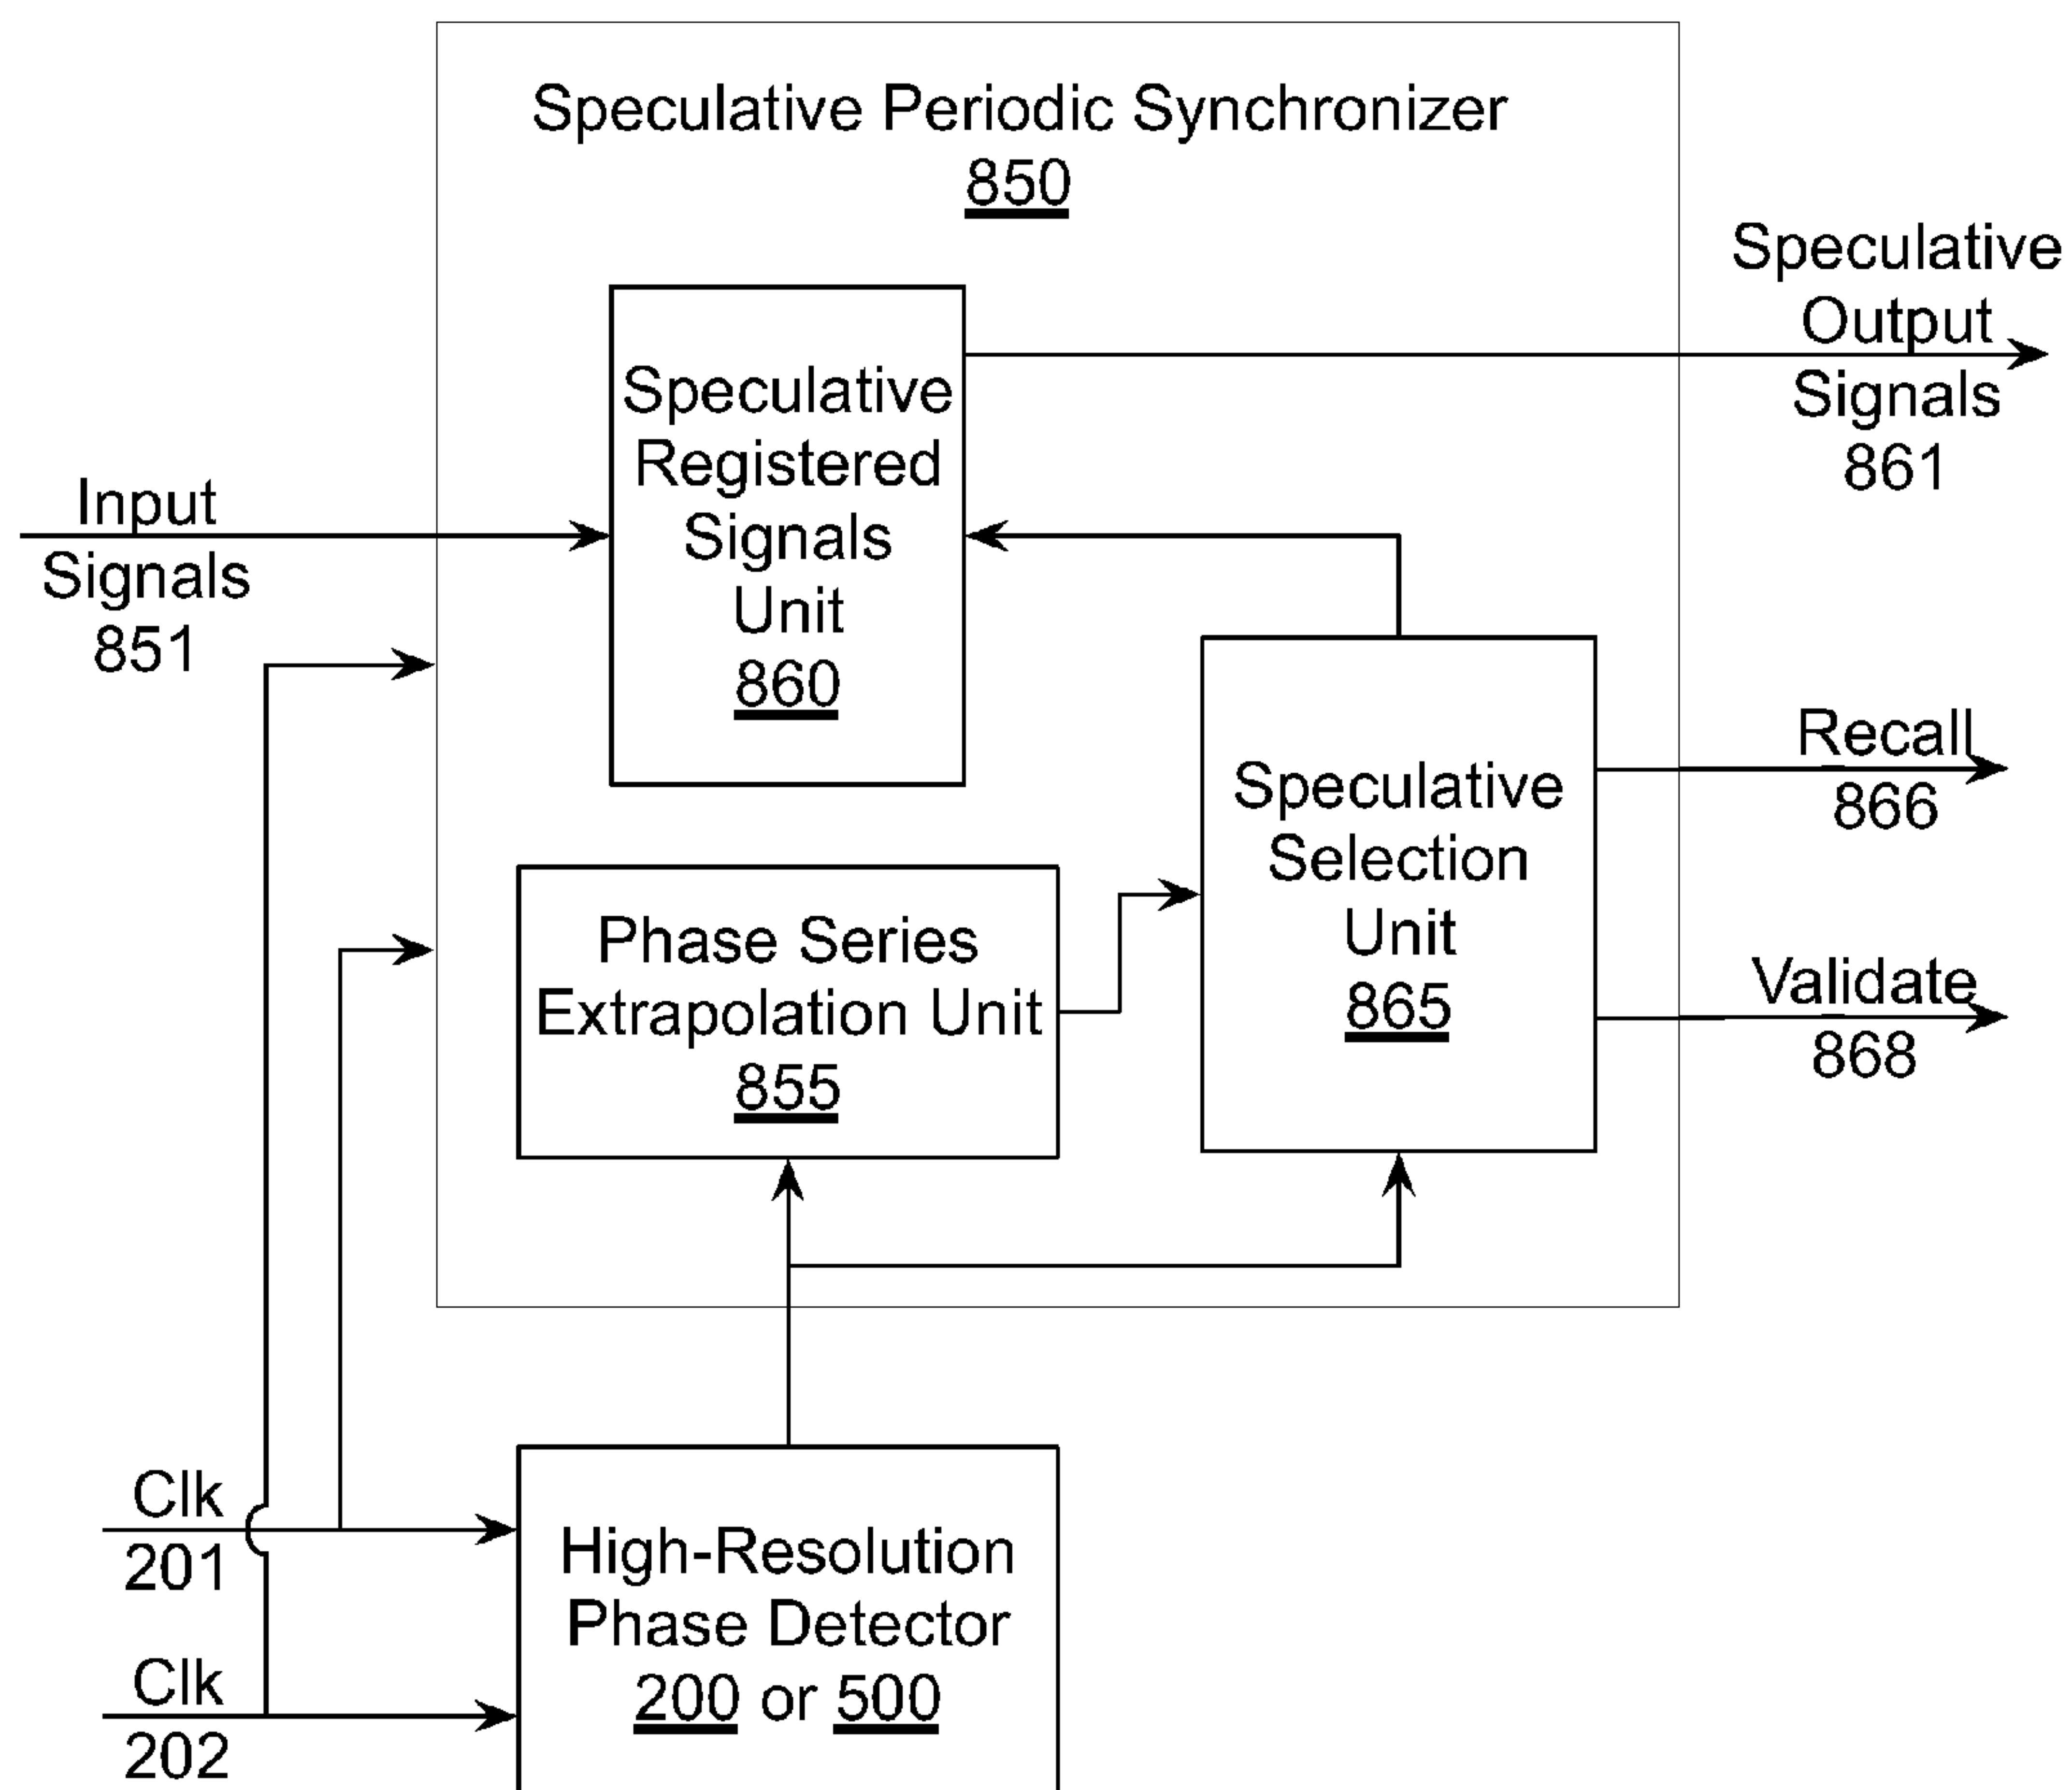 Speculative Periodic Synchronizer
850
Speculative
Output
Signals
861
Speculative
Registered
Signals
Unit
860
Input
Signals
851
Recall
866
Speculative
Selection
Unit
865
Validate
868
Phase Series
Extrapolation Unit
855
Clk
201
High-Resolution
Phase Detector
200 or 500
Clk
202